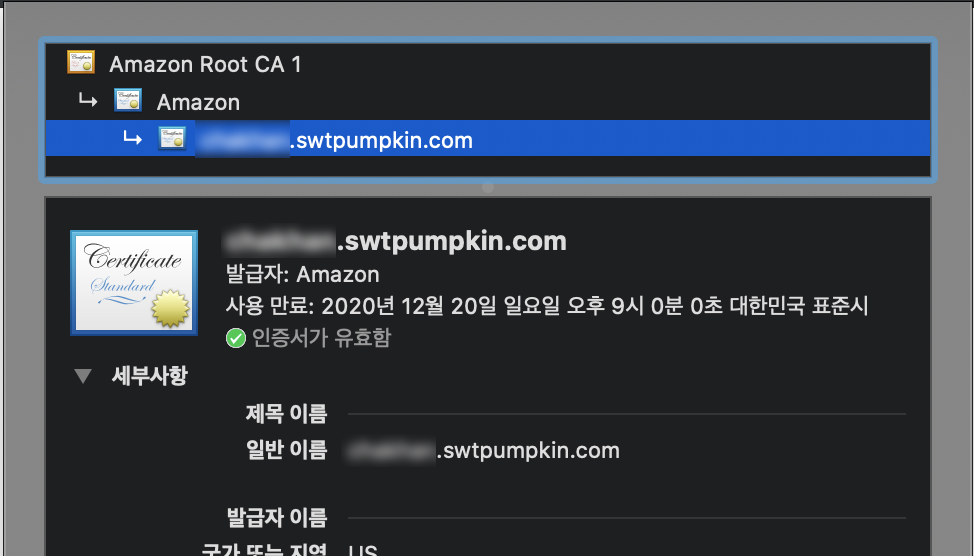 Amazon Root CA 1
Amazon
.swtpumpkin.com
Certificate
Standard
.swtpumpkin.com
발급자: Amazon
사용 만료: 2020년 12월 20일 일요일 오후 9시 0분 0초 대한민국 표준시
인증서가 유효함
세부사항
제목 이름
일반 이름 .swtpumpkin.com
발급자 이름
국가 또는 지역 US